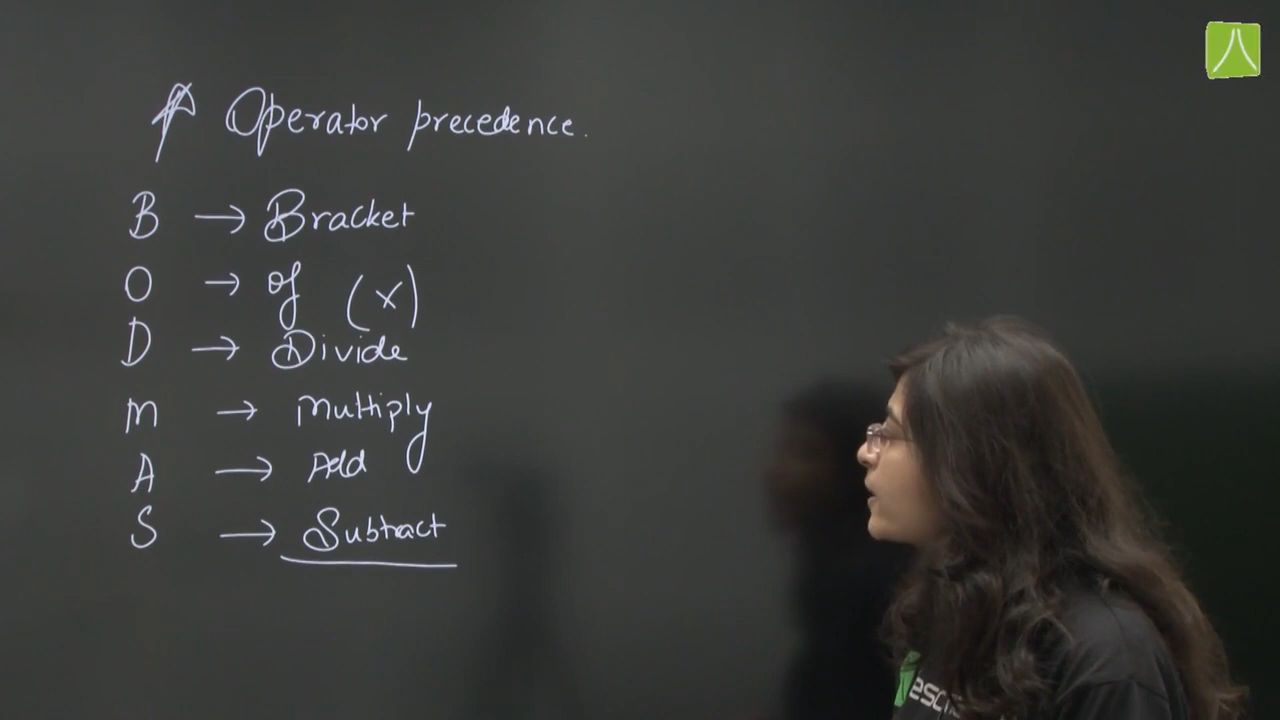 Operator precedence.
B → Bracket
O → of (×)
D → Divide
M → Multiply
A → Add
S → Subtract